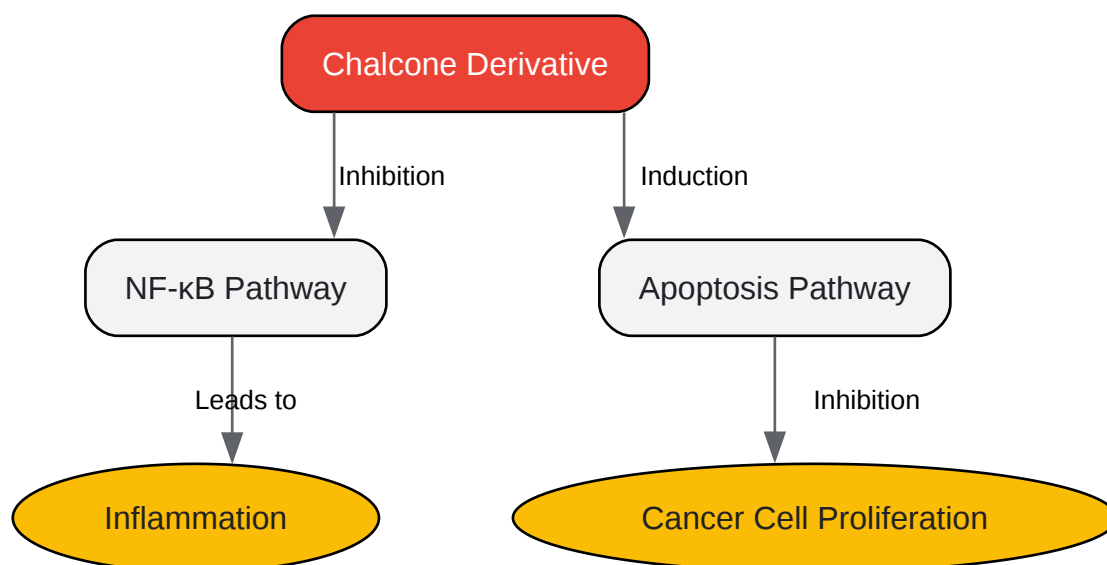 Chalcone Derivative
Inhibition
Induction
NF-κB Pathway
Apoptosis Pathway
Leads to
Inhibition
Inflammation
Cancer Cell Proliferation